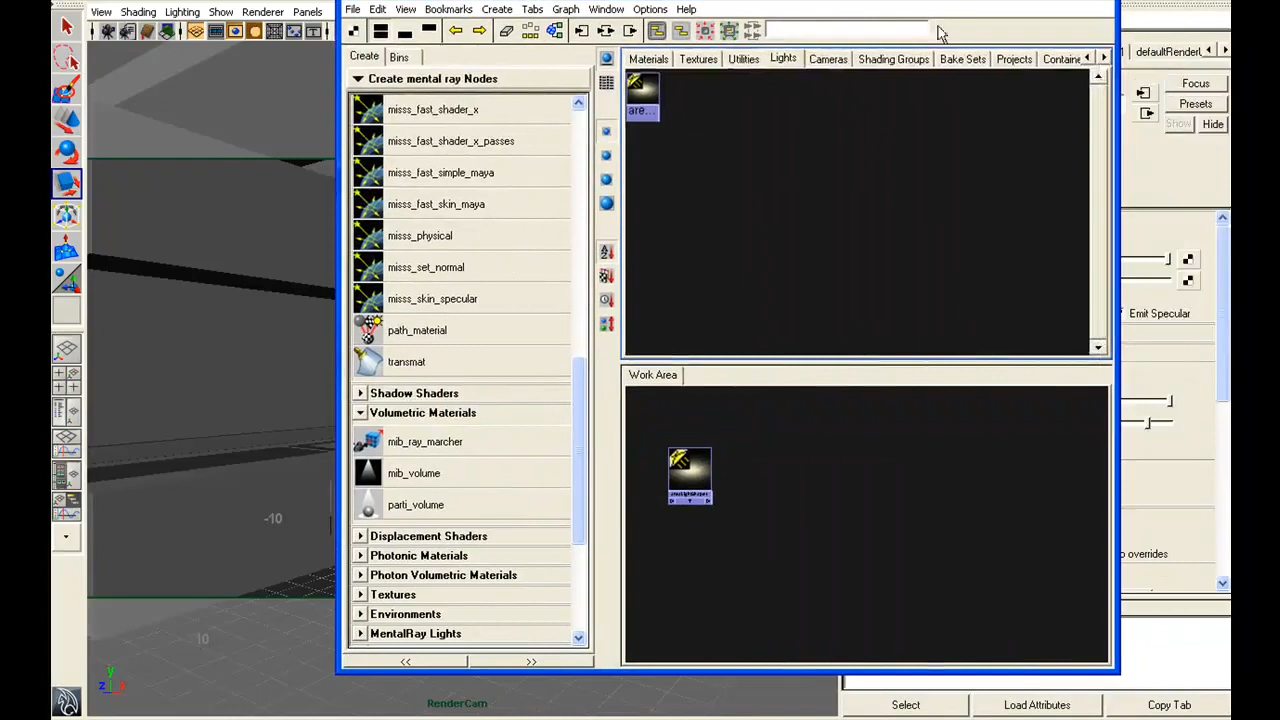 View Shading Lighting Show Renderer Panels
File Edit View Bookmarks Create Tabs Graph Window Options Help
Create Bins
Create mental ray Nodes
misss_fast_shader_x
misss_fast_shader_x_passes
misss_fast_simple_maya
misss_fast_skin_maya
misss_physical
misss_set_normal
misss_skin_specular
path_material
transmat
Shadow Shaders
Volumetric Materials
mib_ray_marcher
mib_volume
parti_volume
Displacement Shaders
Photonic Materials
Photon Volumetric Materials
Textures
Environments
MentalRay Lights
<< >>
Materials Textures Utilities Lights Cameras Shading Groups Bake Sets Projects Containe
are...
Work Area
defaultRenderL
Focus
Presets
Show Hide
Emit Specular
o overrides
Select Load Attributes Copy Tab
-10
10
y
z x
RenderCam